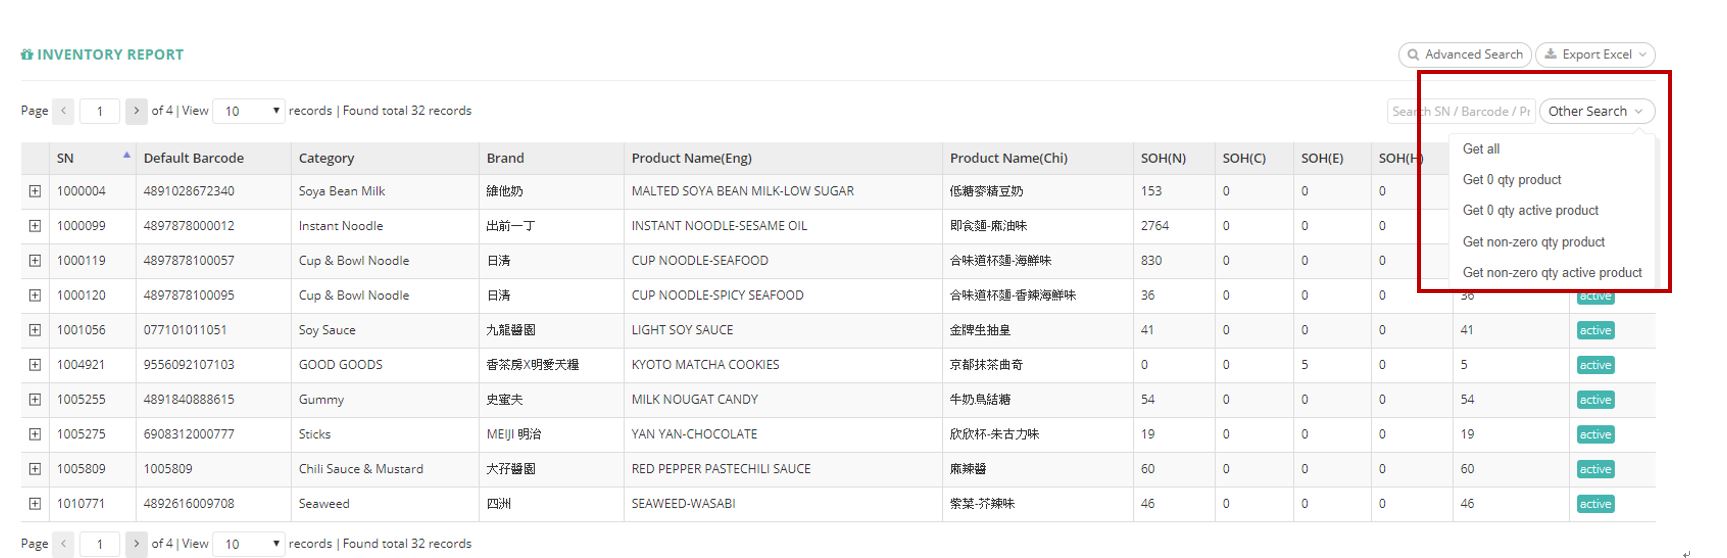 INVENTORY REPORT
Advanced Search Export Excel
Page 1 of 4 | View 10 records | Found total 32 records
Search SN / Barcode / Pr Other Search
SN Default Barcode Category Brand Product Name(Eng) Product Name(Chi) SOH(N) SOH(C) SOH(E) SOH(H)
Get all
Get 0 qty product
Get 0 qty active product
Get non-zero qty product
Get non-zero qty active product
1000004 4891028672340 Soya Bean Milk 維他奶 MALTED SOYA BEAN MILK-LOW SUGAR 低糖麥精豆奶 153 0 0 0
1000099 4897878000012 Instant Noodle 出前一丁 INSTANT NOODLE-SESAME OIL 即食麵-麻油味 2764 0 0 0
1000119 4897878100057 Cup & Bowl Noodle 日清 CUP NOODLE-SEAFOOD 合味道杯麵-海鮮味 830 0 0 0
1000120 4897878100095 Cup & Bowl Noodle 日清 CUP NOODLE-SPICY SEAFOOD 合味道杯麵-香辣海鮮味 36 0 0 0 36 active
1001056 077101011051 Soy Sauce 九龍醬園 LIGHT SOY SAUCE 金牌生抽皇 41 0 0 0 41 active
1004921 9556092107103 GOOD GOODS 香茶房X明愛天糧 KYOTO MATCHA COOKIES 京都抹茶曲奇 0 0 5 0 5 active
1005255 4891840888615 Gummy 史蜜夫 MILK NOUGAT CANDY 牛奶鳥結糖 54 0 0 0 54 active
1005275 6908312000777 Sticks MEIJI 明治 YAN YAN-CHOCOLATE 欣欣杯-朱古力味 19 0 0 0 19 active
1005809 1005809 Chili Sauce & Mustard 大孖醬園 RED PEPPER PASTECHILI SAUCE 麻辣醬 60 0 0 0 60 active
1010771 4892616009708 Seaweed 四洲 SEAWEED-WASABI 紫菜-芥辣味 46 0 0 0 46 active
Page 1 of 4 | View 10 records | Found total 32 records